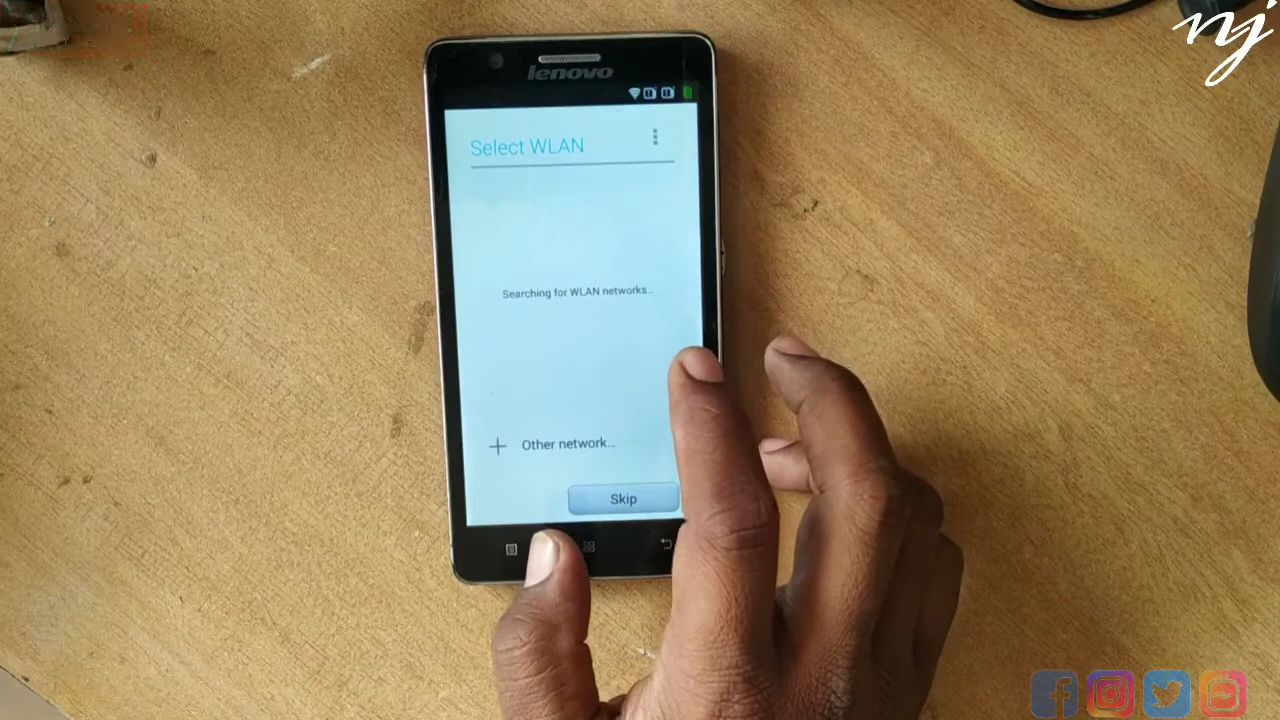 nj
lenovo
Select WLAN
Searching for WLAN networks...
Other network...
Skip